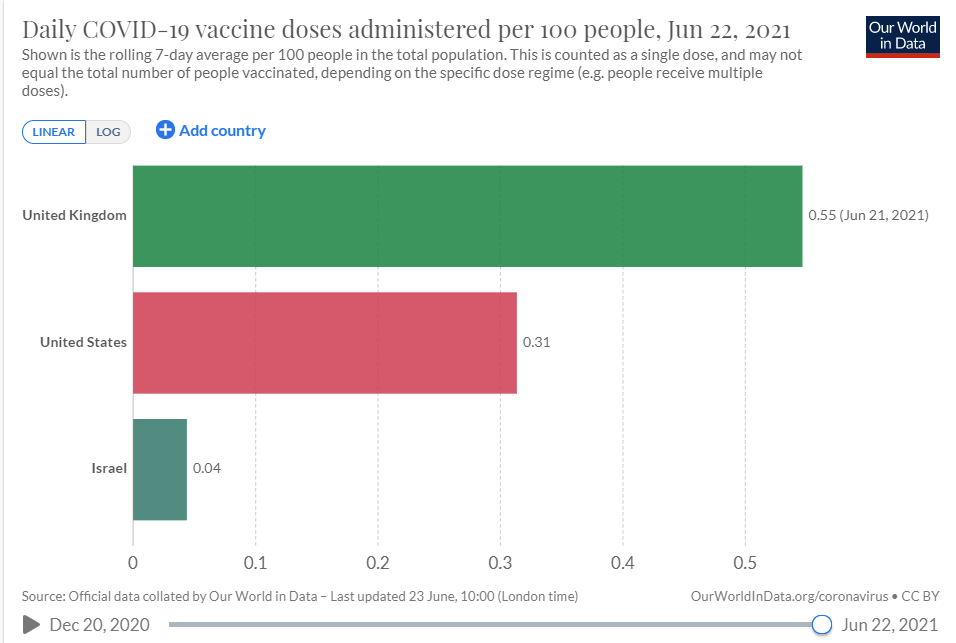 Daily COVID-19 vaccine doses administered per 100 people, Jun 22, 2021
Our World
in Data
Shown is the rolling 7-day average per 100 people in the total population. This is counted as a single dose, and may not
equal the total number of people vaccinated, depending on the specific dose regime (e.g. people receive multiple
doses).
LINEAR LOG Add country
United Kingdom 0.55 (Jun 21, 2021)
United States 0.31
Israel 0.04
0 0.1 0.2 0.3 0.4 0.5
Source: Official data collated by Our World in Data – Last updated 23 June, 10:00 (London time) OurWorldInData.org/coronavirus • CC BY
Dec 20, 2020 Jun 22, 2021